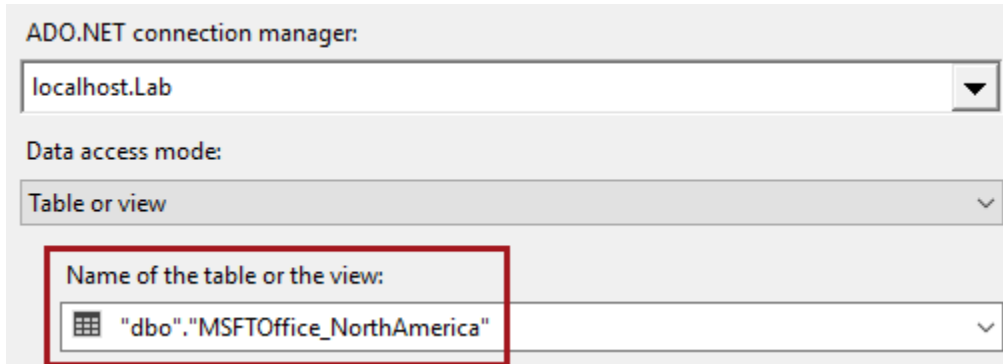 ADO.NET connection manager:
localhost.Lab
Data access mode:
Table or view
Name of the table or the view:
"dbo"."MSFTOffice_NorthAmerica"